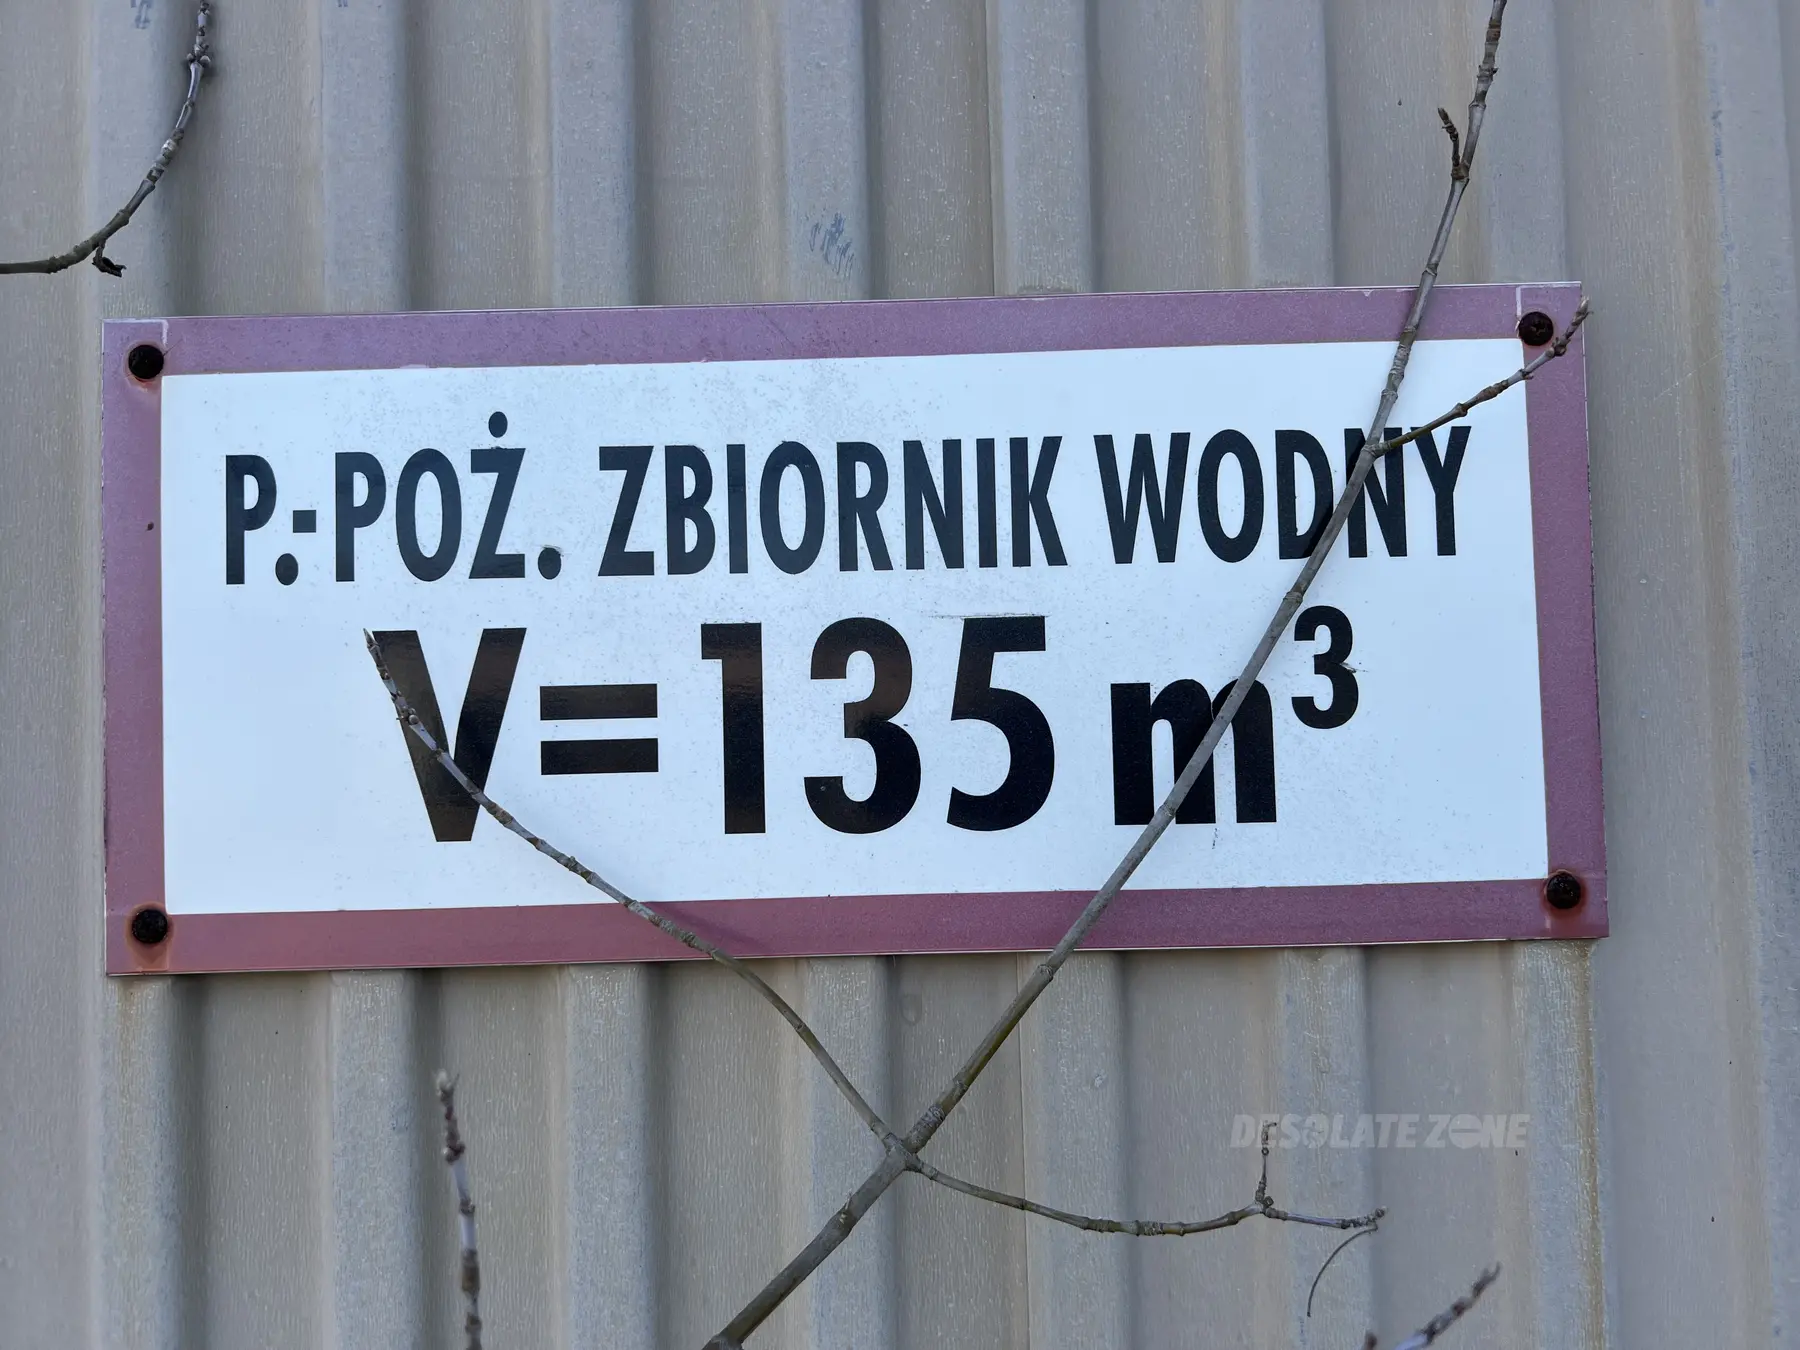 P.-POŻ. ZBIORNIK WODNY
V=135 m³
DESOLATE ZONE